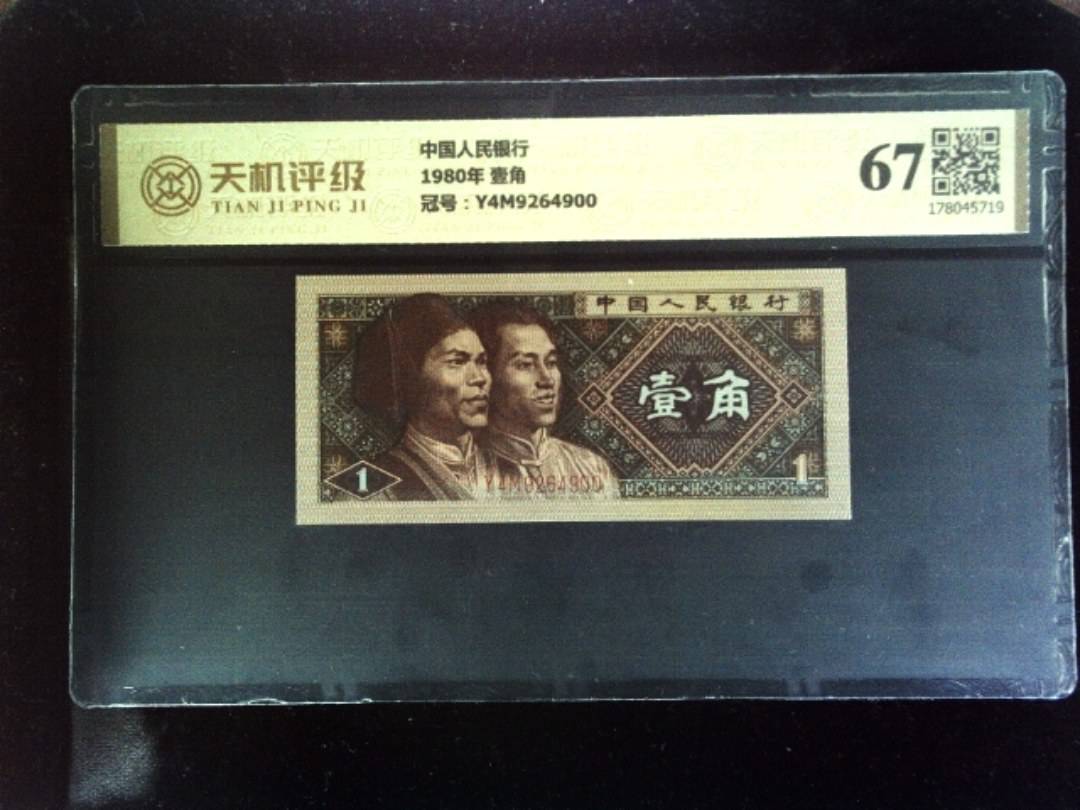 天机评级
TIAN JI PING JI
中国人民银行
1980年 壹角
冠号：Y4M9264900
67
178045719
中国人民银行
壹角
1
Y4M9264900
1